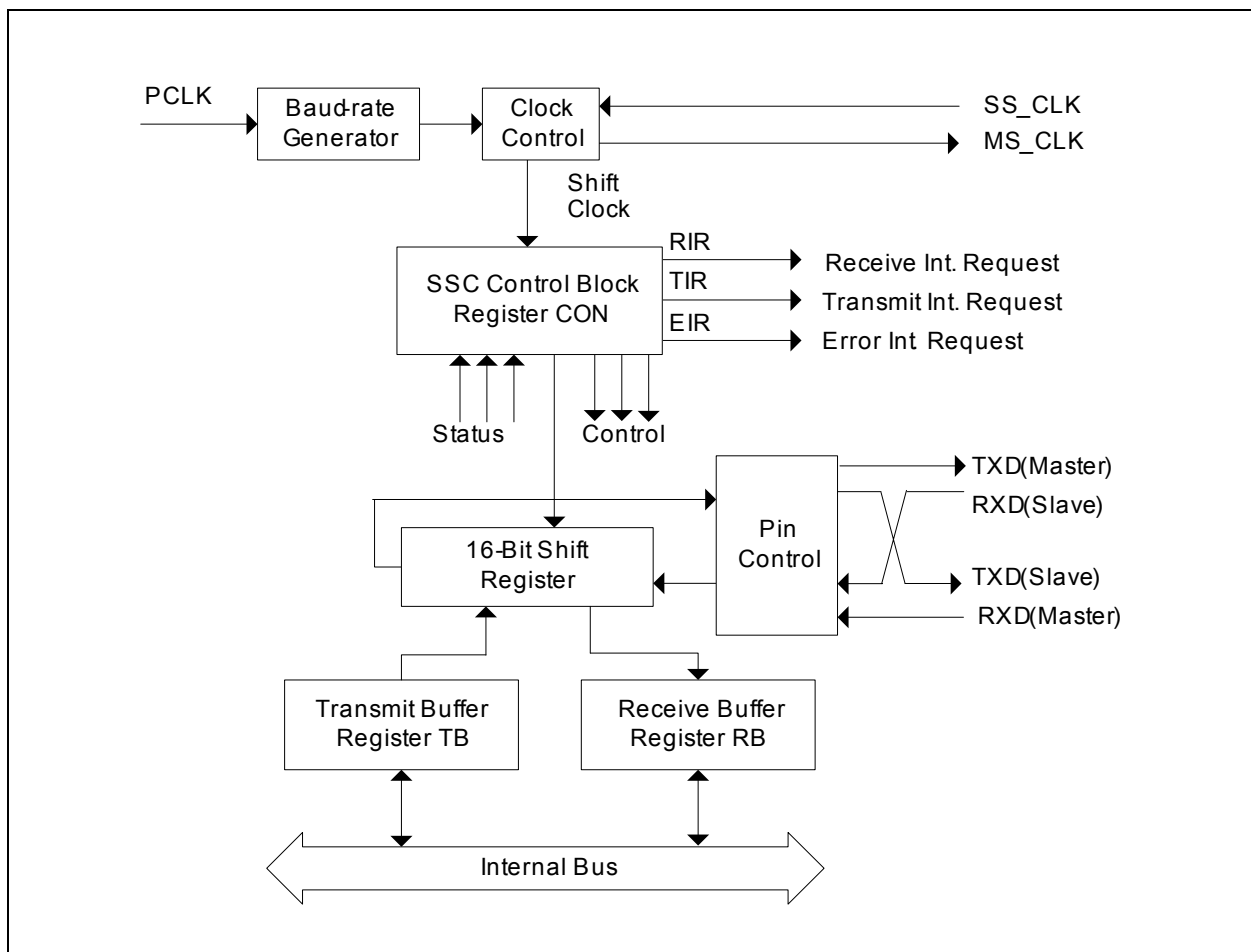 PCLK
Baud-rate
Generator
Clock
Control
SS_CLK
MS_CLK
Shift
Clock
SSC Control Block
Register CON
RIR
Receive Int. Request
TIR
Transmit Int. Request
EIR
Error Int. Request
Status
Control
Pin
Control
TXD(Master)
RXD(Slave)
16-Bit Shift
Register
TXD(Slave)
RXD(Master)
Transmit Buffer
Register TB
Receive Buffer
Register RB
Internal Bus